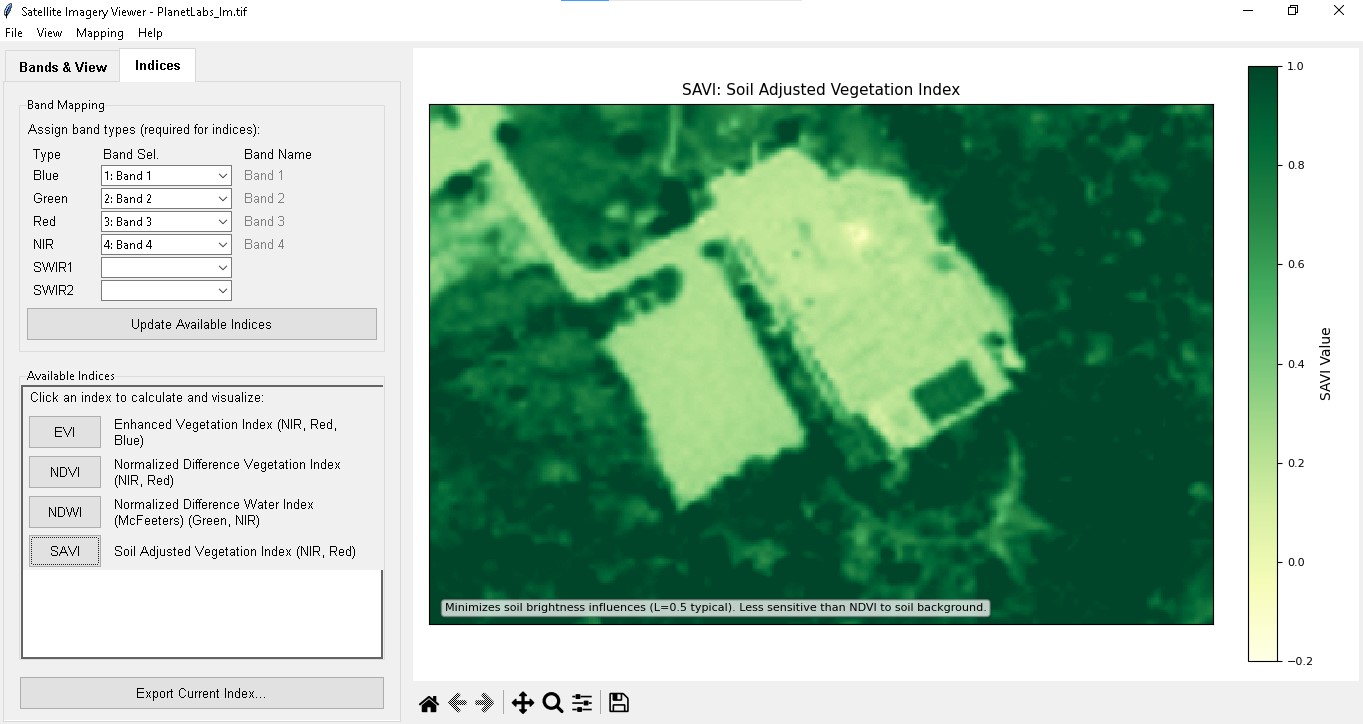 Satellite Imagery Viewer - PlanetLabs_Im.tif
File View Mapping Help
Bands & View Indices
Band Mapping
Assign band types (required for indices):
Type Band Sel. Band Name
Blue 1: Band 1 Band 1
Green 2: Band 2 Band 2
Red 3: Band 3 Band 3
NIR 4: Band 4 Band 4
SWIR1
SWIR2
Update Available Indices
Available Indices
Click an index to calculate and visualize:
EVI Enhanced Vegetation Index (NIR, Red,
Blue)
NDVI Normalized Difference Vegetation Index
(NIR, Red)
NDWI Normalized Difference Water Index
(McFeeters) (Green, NIR)
SAVI Soil Adjusted Vegetation Index (NIR, Red)
Export Current Index...
SAVI: Soil Adjusted Vegetation Index
Minimizes soil brightness influences (L=0.5 typical). Less sensitive than NDVI to soil background.
1.0
0.8
0.6
0.4
0.2
0.0
−0.2
SAVI Value